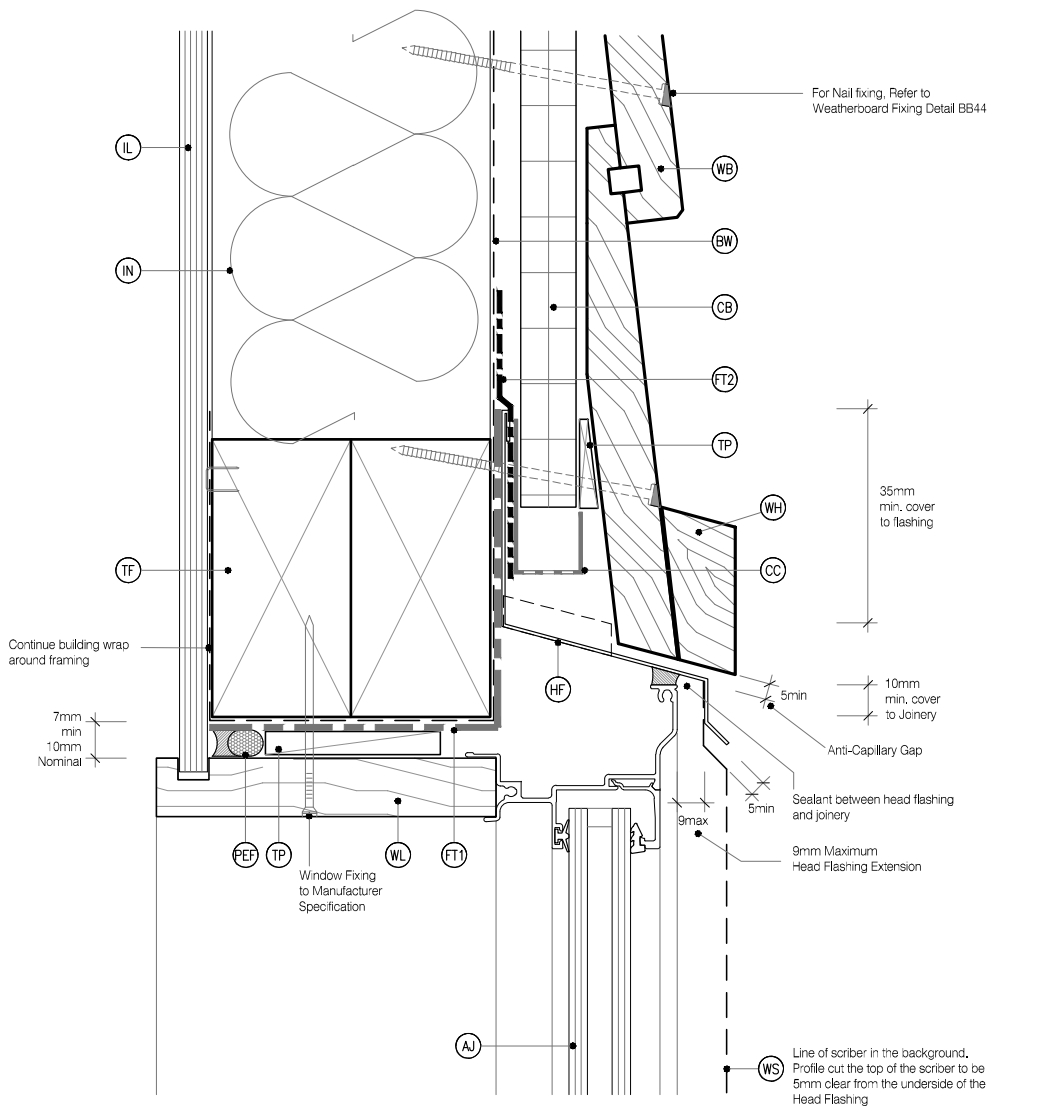 For Nail fixing, Refer to
Weatherboard Fixing Detail BB44
IL
WB
BW
IN
CB
FT2
TP
35mm
min. cover
to flashing
WH
TF
CC
Continue building wrap
around framing
HF
10mm
min. cover
to Joinery
5min
7mm
min
10mm
Nominal
Anti-Capillary Gap
Sealant between head flashing
and joinery
5min
9max
PEF
TP
WL
FT1
9mm Maximum
Head Flashing Extension
Window Fixing
to Manufacturer
Specification
AJ
WS
Line of scriber in the background.
Profile cut the top of the scriber to be
5mm clear from the underside of the
Head Flashing